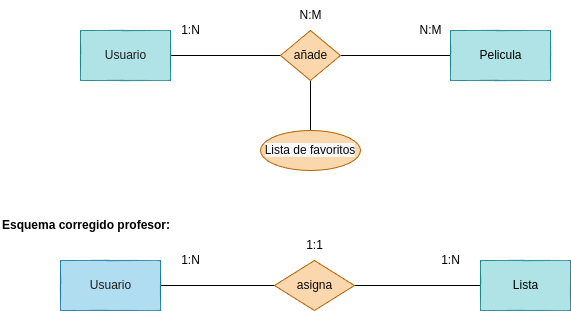 N:M
1:N
N:M
Usuario
añade
Pelicula
Lista de favoritos
Esquema corregido profesor:
1:1
1:N
1:N
Usuario
asigna
Lista